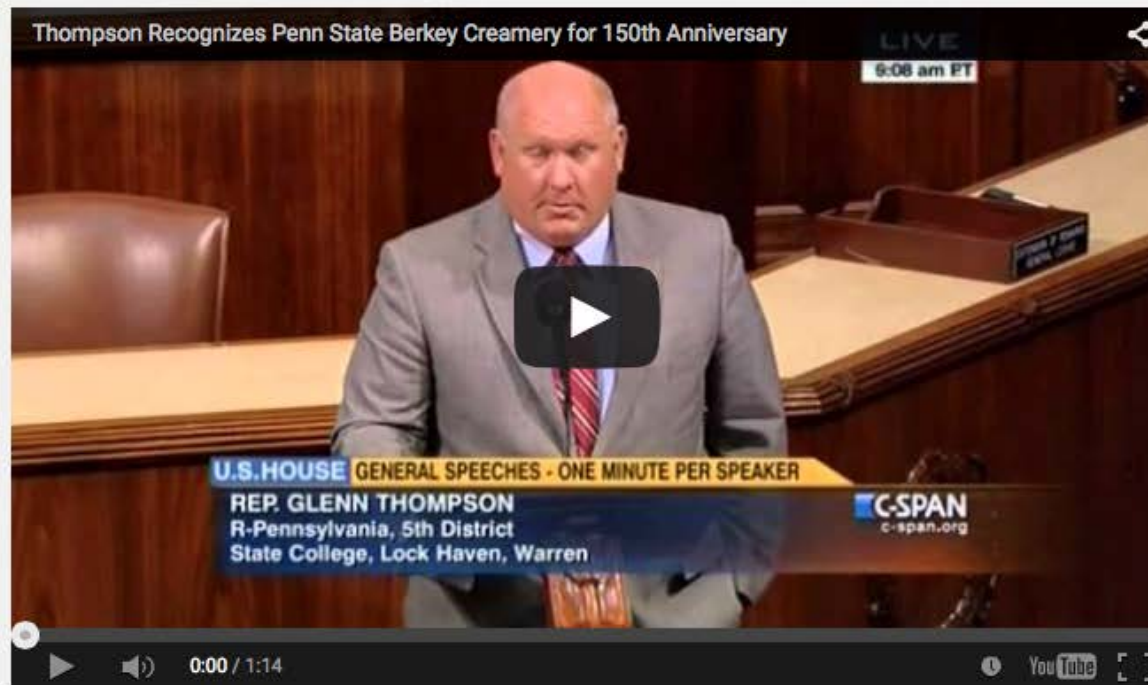 Thompson Recognizes Penn State Berkey Creamery for 150th Anniversary
LIVE
9:08 am ET
U.S.HOUSE GENERAL SPEECHES - ONE MINUTE PER SPEAKER
REP. GLENN THOMPSON
R-Pennsylvania, 5th District
State College, Lock Haven, Warren
C-SPAN
c-span.org
0:00 / 1:14
YouTube